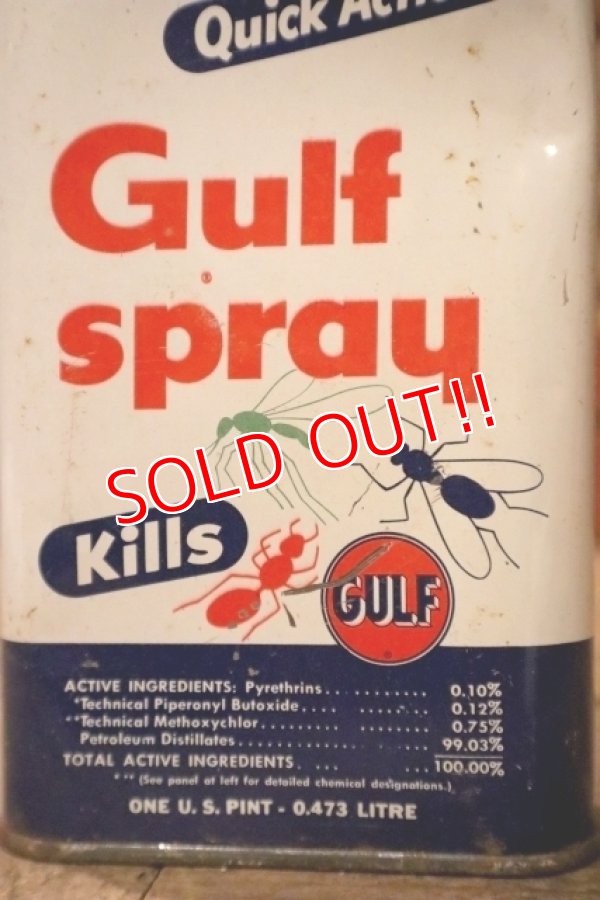 Quick
Gulf
spray
SOLD OUT!!
Kills
GULF
ACTIVE INGREDIENTS: Pyrethrins. . . ......... 0.10%
*Technical Piperonyl Butoxide . . . . ...... 0.12%
**Technical Methoxychlor. . . . . . . . . ...... 0.75%
Petroleum Distillates. . . . . . . . . . . . . ...... 99.03%
TOTAL ACTIVE INGREDIENTS . ... ......100.00%
* ** (See panel at left for detailed chemical designations.)
ONE U. S. PINT - 0.473 LITRE